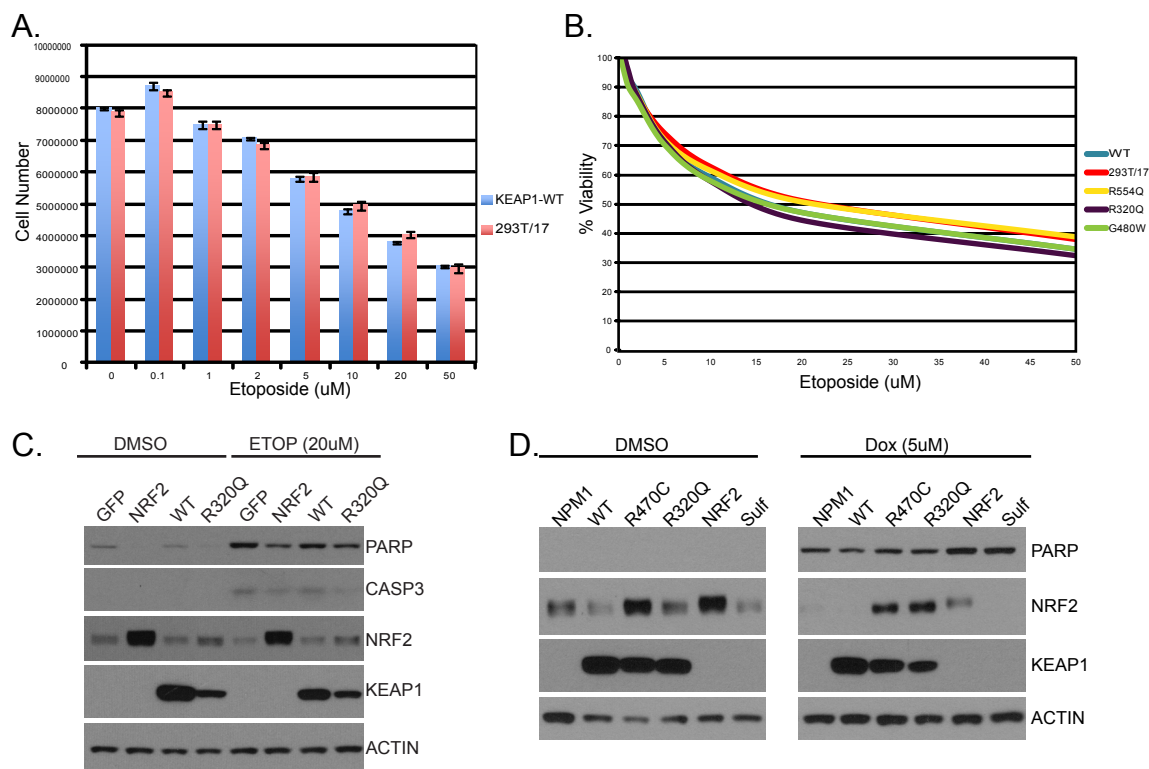 A.
10000000
9000000
8000000
7000000
6000000
5000000
4000000
3000000
2000000
1000000
0
Cell Number
0 0.1 1 2 5 10 20 50
Etoposide (uM)
KEAP1-WT
293T/17
B.
100
90
80
70
60
50
40
30
20
10
0
% Viability
0 5 10 15 20 25 30 35 40 45 50
Etoposide (uM)
WT
293T/17
R554Q
R320Q
G480W
C.
DMSO ETOP (20uM)
GFP NRF2 WT R320Q GFP NRF2 WT R320Q
PARP
CASP3
NRF2
KEAP1
ACTIN
D.
DMSO Dox (5uM)
NPM1 WT R470C R320Q NRF2 Sulf NPM1 WT R470C R320Q NRF2 Sulf
PARP
NRF2
KEAP1
ACTIN